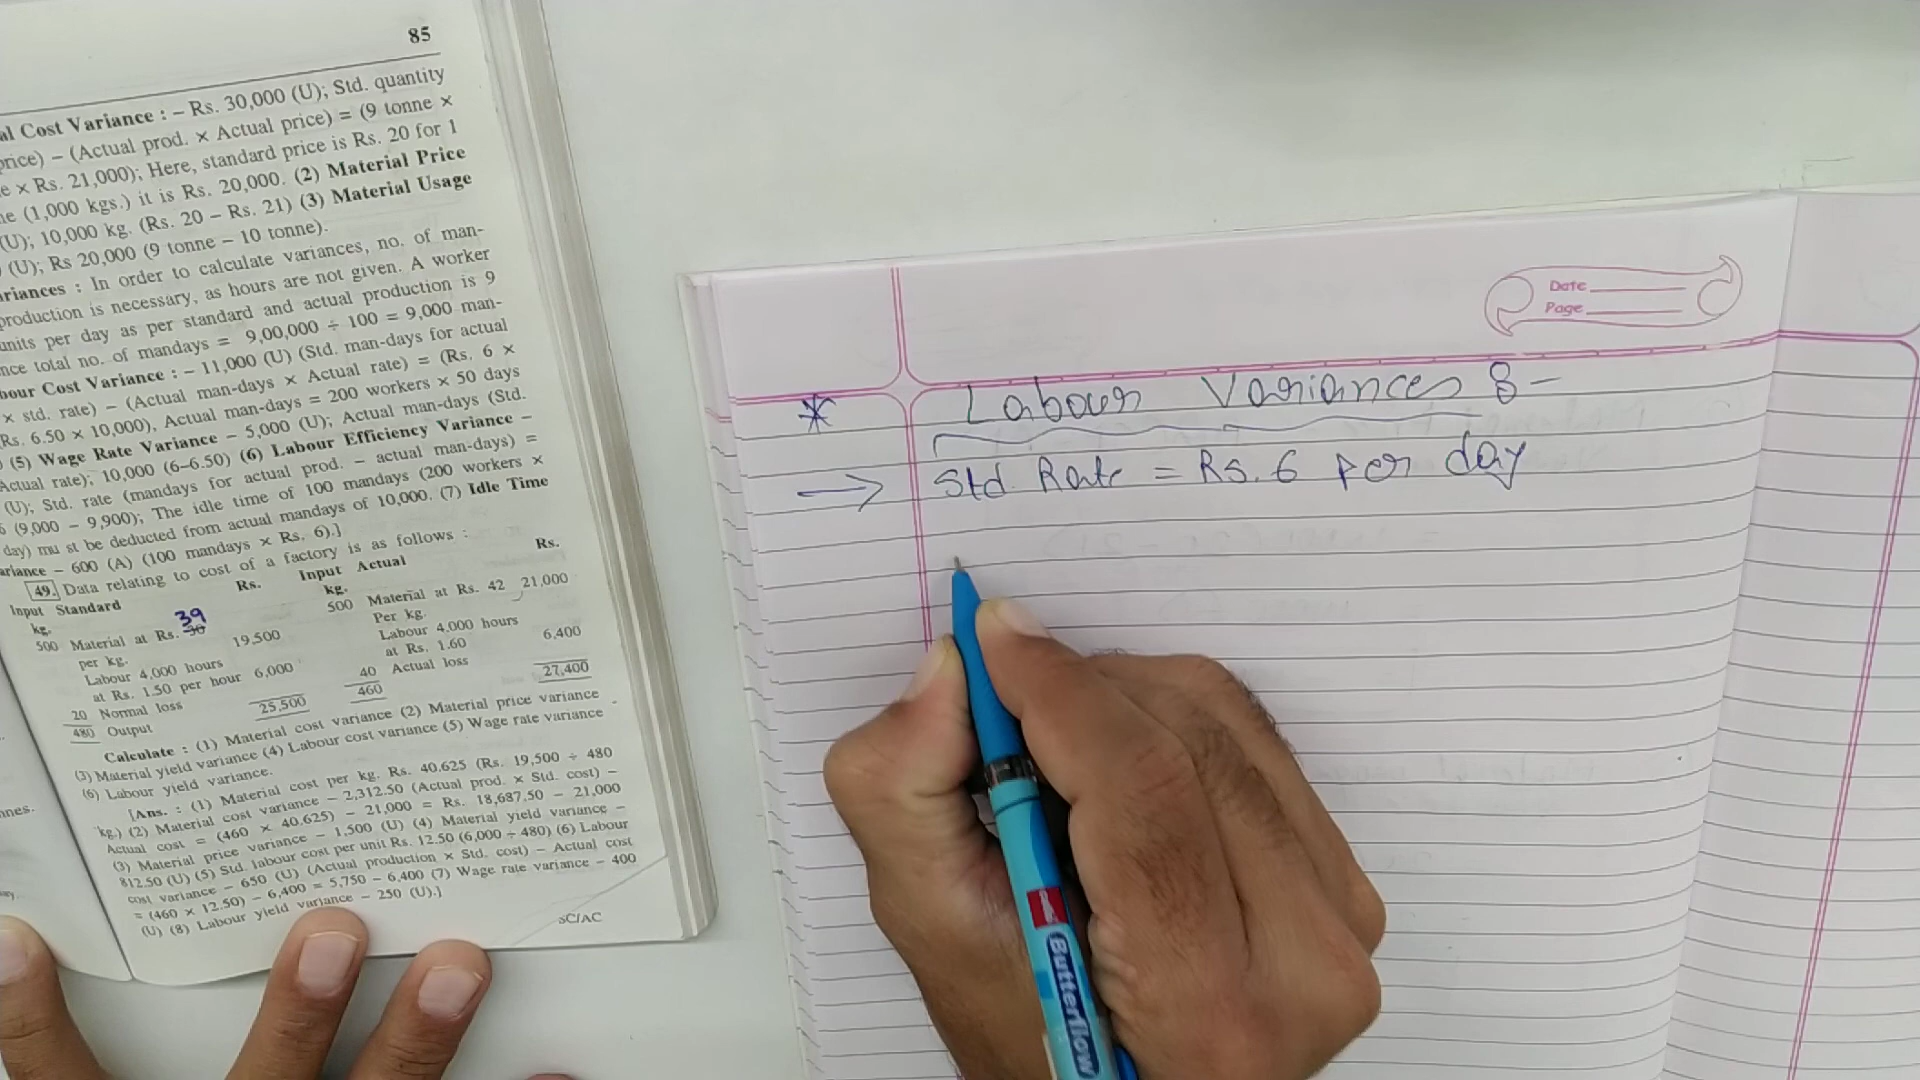 85
al Cost Variance : – Rs. 30,000 (U); Std. quantity
price) – (Actual prod. × Actual price) = (9 tonne ×
e × Rs. 21,000); Here, standard price is Rs. 20 for 1
ne (1,000 kgs.) it is Rs. 20,000. (2) Material Price
(U); 10,000 kg. (Rs. 20 – Rs. 21) (3) Material Usage
(U); Rs 20,000 (9 tonne – 10 tonne).
riances : In order to calculate variances, no. of man-
production is necessary, as hours are not given. A worker
units per day as per standard and actual production is 9
nce total no. of mandays = 9,00,000 ÷ 100 = 9,000 man-
bour Cost Variance : – 11,000 (U) (Std. man-days for actual
× std. rate) – (Actual man-days × Actual rate) = (Rs. 6 ×
Rs. 6.50 × 10,000), Actual man-days = 200 workers × 50 days
(5) Wage Rate Variance – 5,000 (U); Actual man-days (Std.
Actual rate); 10,000 (6–6.50) (6) Labour Efficiency Variance –
(U); Std. rate (mandays for actual prod. – actual man-days) =
6 (9,000 – 9,900); The idle time of 100 mandays (200 workers ×
day) mu st be deducted from actual mandays of 10,000. (7) Idle Time
ariance – 600 (A) (100 mandays × Rs. 6).]
49. Data relating to cost of a factory is as follows :
Input Standard Rs. Input Actual Rs.
kg. kg.
500 Material at Rs. 30 39 19,500 500 Material at Rs. 42 21,000
per kg. Per kg.
Labour 4,000 hours Labour 4,000 hours
at Rs. 1.50 per hour 6,000 at Rs. 1.60 6,400
20 Normal loss 40 Actual loss
480 Output 25,500 460 27,400
Calculate : (1) Material cost variance (2) Material price variance
(3) Material yield variance (4) Labour cost variance (5) Wage rate variance
(6) Labour yield variance.
[Ans. : (1) Material cost per kg. Rs. 40.625 (Rs. 19,500 ÷ 480
kg.) (2) Material cost variance – 2,312.50 (Actual prod. × Std. cost) –
Actual cost = (460 × 40.625) – 21,000 = Rs. 18,687.50 – 21,000
(3) Material price variance – 1,500 (U) (4) Material yield variance –
812.50 (U) (5) Std. labour cost per unit Rs. 12.50 (6,000 ÷ 480) (6) Labour
cost variance – 650 (U) (Actual production × Std. cost) – Actual cost
= (460 × 12.50) – 6,400 = 5,750 – 6,400 (7) Wage rate variance – 400
(U) (8) Labour yield variance – 250 (U).]
SC/AC
nnes.
Date
Page
* Labour Variances :-
→ Std. Rate = Rs. 6 per day
Butterflow